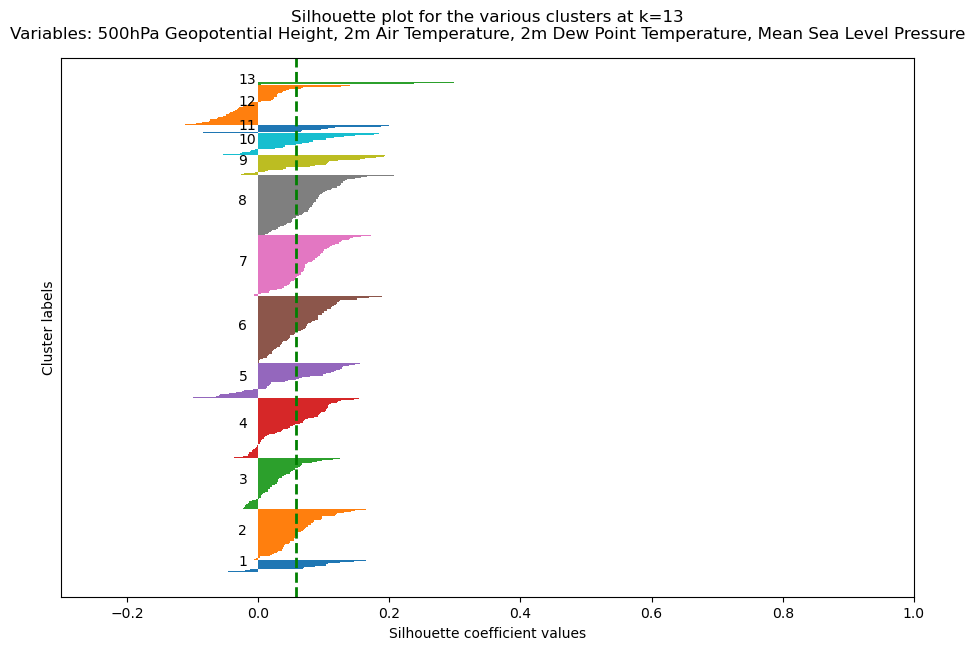 Silhouette plot for the various clusters at k=13
Variables: 500hPa Geopotential Height, 2m Air Temperature, 2m Dew Point Temperature, Mean Sea Level Pressure
13
12
11
10
9
8
7
6
5
4
3
2
1
Cluster labels
−0.2 0.0 0.2 0.4 0.6 0.8 1.0
Silhouette coefficient values